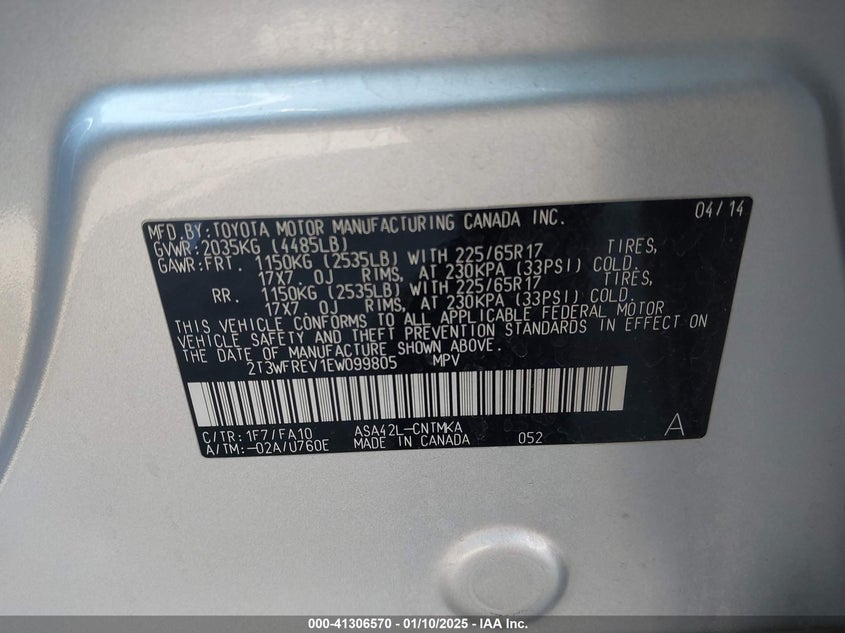 MFD.BY:TOYOTA MOTOR MANUFACTURING CANADA INC. 04/14
GVWR:2035KG (4485LB)
GAWR:FRT. 1150KG (2535LB) WITH 225/65R17 TIRES,
17X7. 0J RIMS, AT 230KPA (33PSI) COLD.
RR. 1150KG (2535LB) WITH 225/65R17 TIRES,
17X7. 0J RIMS, AT 230KPA (33PSI) COLD.
THIS VEHICLE CONFORMS TO ALL APPLICABLE FEDERAL MOTOR
VEHICLE SAFETY AND THEFT PREVENTION STANDARDS IN EFFECT ON
THE DATE OF MANUFACTURE SHOWN ABOVE.
2T3WFREV1EW099805 MPV
C/TR:1F7/FA10 ASA42L-CNTMKA A
A/TM:-02A/U760E MADE IN CANADA 052
000-41306570 - 01/10/2025 - IAA Inc.